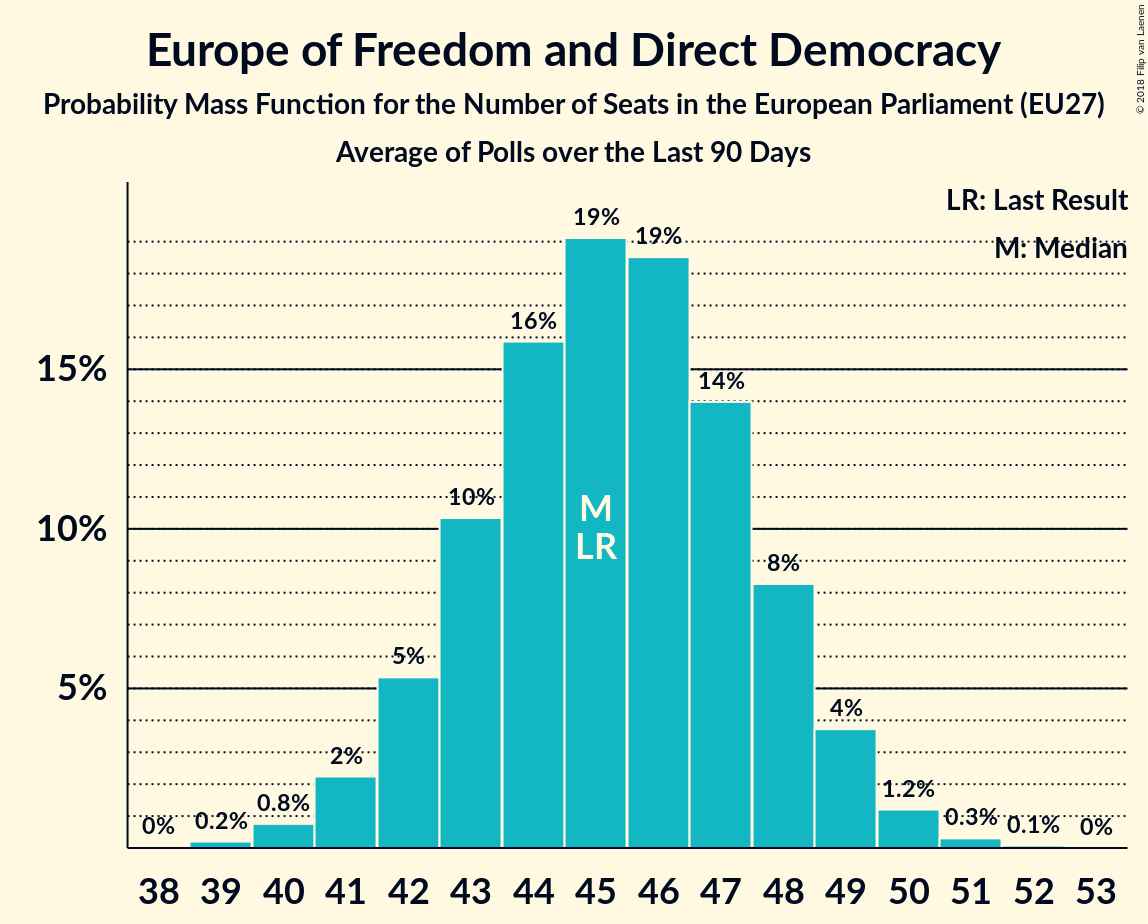 Europe of Freedom and Direct Democracy
Probability Mass Function for the Number of Seats in the European Parliament (EU27)
Average of Polls over the Last 90 Days
© 2018 Filip van Laenen
LR: Last Result
M: Median
15%
10%
5%
0%
0.2%
0.8%
2%
5%
10%
16%
19%
19%
14%
8%
4%
1.2%
0.3%
0.1%
0%
M
LR
38 39 40 41 42 43 44 45 46 47 48 49 50 51 52 53